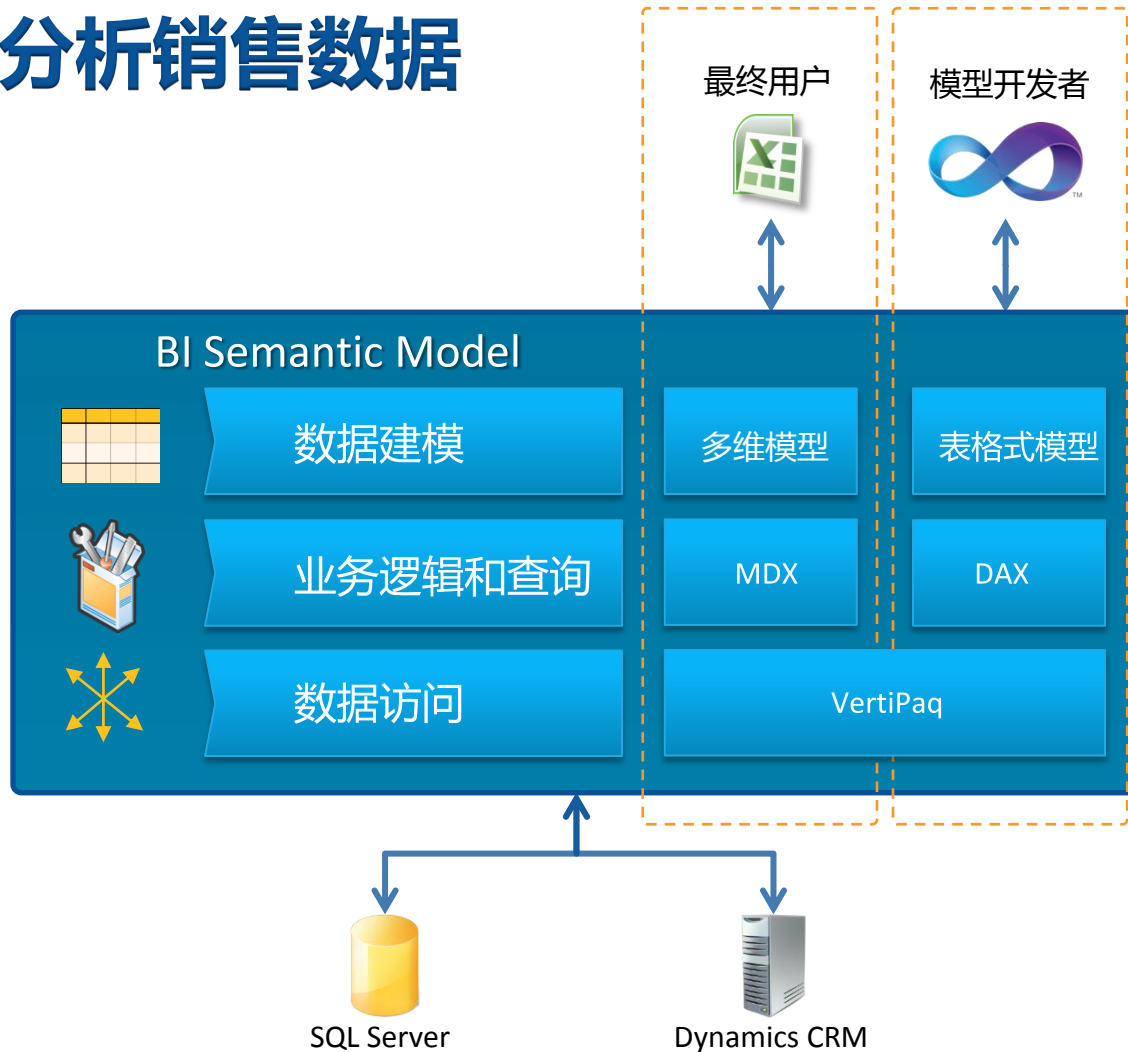 分析销售数据
最终用户
模型开发者
TM
BI Semantic Model
数据建模
多维模型
表格式模型
业务逻辑和查询
MDX
DAX
数据访问
VertiPaq
SQL Server
Dynamics CRM